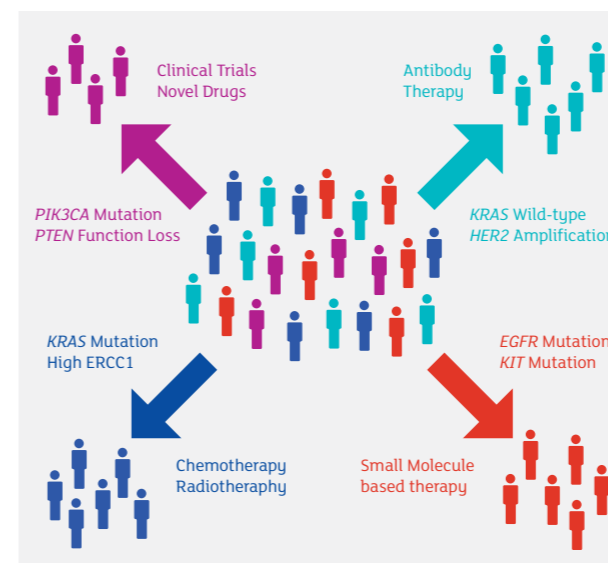 Clinical Trials
Novel Drugs
Antibody
Therapy
PIK3CA Mutation
PTEN Function Loss
KRAS Wild-type
HER2 Amplification
KRAS Mutation
High ERCC1
EGFR Mutation
KIT Mutation
Chemotherapy
Radiotheraphy
Small Molecule
based therapy